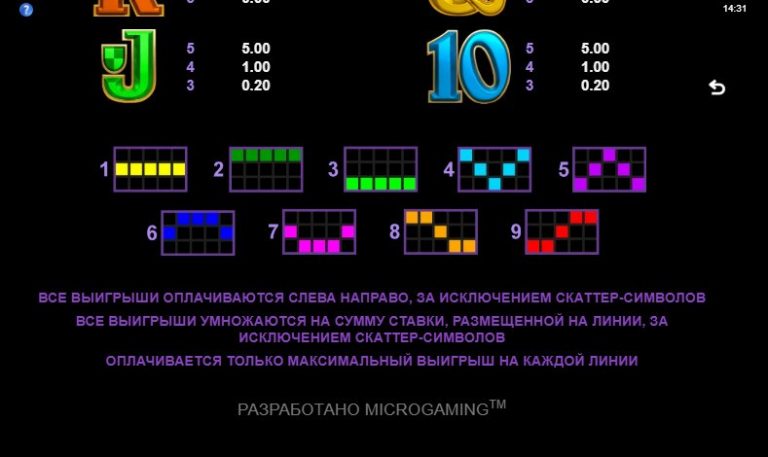 ? 14:31
J 5 5.00 10 5 5.00
4 1.00 4 1.00
3 0.20 3 0.20
1 2 3 4 5
6 7 8 9
ВСЕ ВЫИГРЫШИ ОПЛАЧИВАЮТСЯ СЛЕВА НАПРАВО, ЗА ИСКЛЮЧЕНИЕМ СКАТТЕР-СИМВОЛОВ
ВСЕ ВЫИГРЫШИ УМНОЖАЮТСЯ НА СУММУ СТАВКИ, РАЗМЕЩЕННОЙ НА ЛИНИИ, ЗА
ИСКЛЮЧЕНИЕМ СКАТТЕР-СИМВОЛОВ
ОПЛАЧИВАЕТСЯ ТОЛЬКО МАКСИМАЛЬНЫЙ ВЫИГРЫШ НА КАЖДОЙ ЛИНИИ
РАЗРАБОТАНО MICROGAMING™